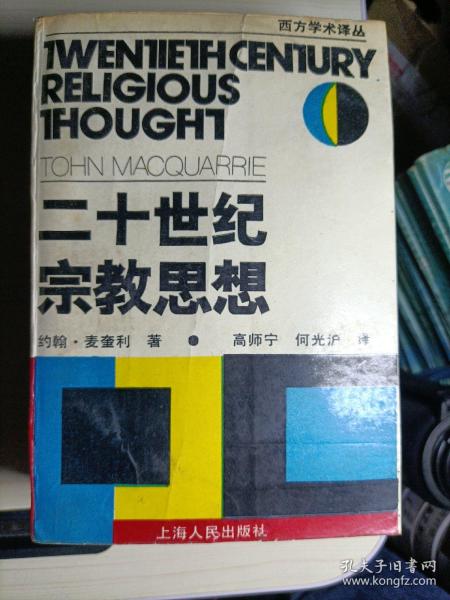 西方学术译丛
TWENTIETH CENTURY
RELIGIOUS
THOUGHT
TOHN MACQUARRIE
二十世纪
宗教思想
约翰·麦奎利 著 高师宁 何光沪 译
上海人民出版社
孔夫子旧书网
www.kongfz.com